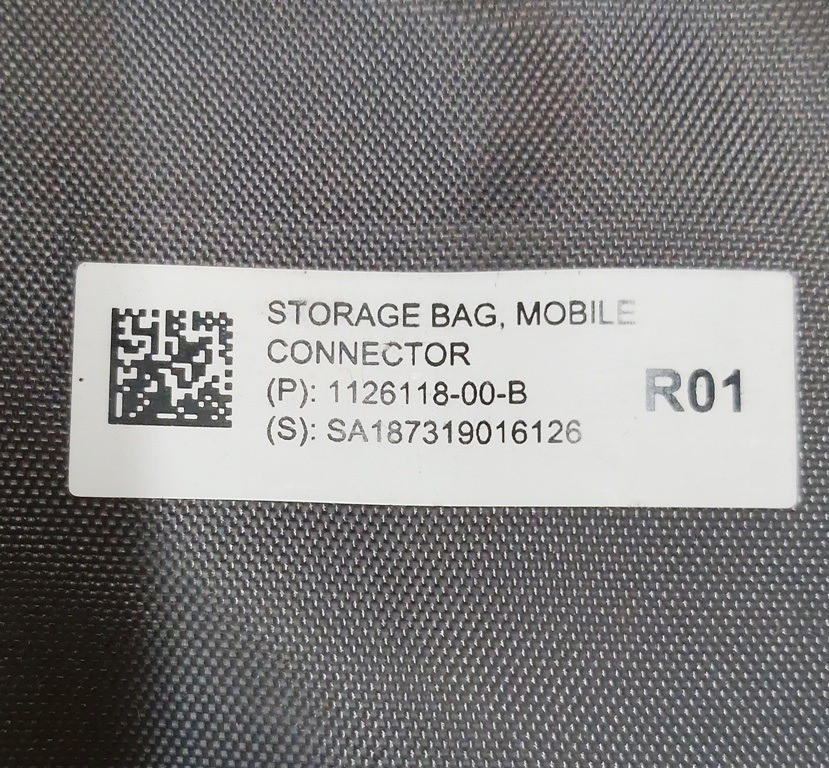 STORAGE BAG, MOBILE
CONNECTOR
(P): 1126118-00-B
(S): SA187319016126
R01